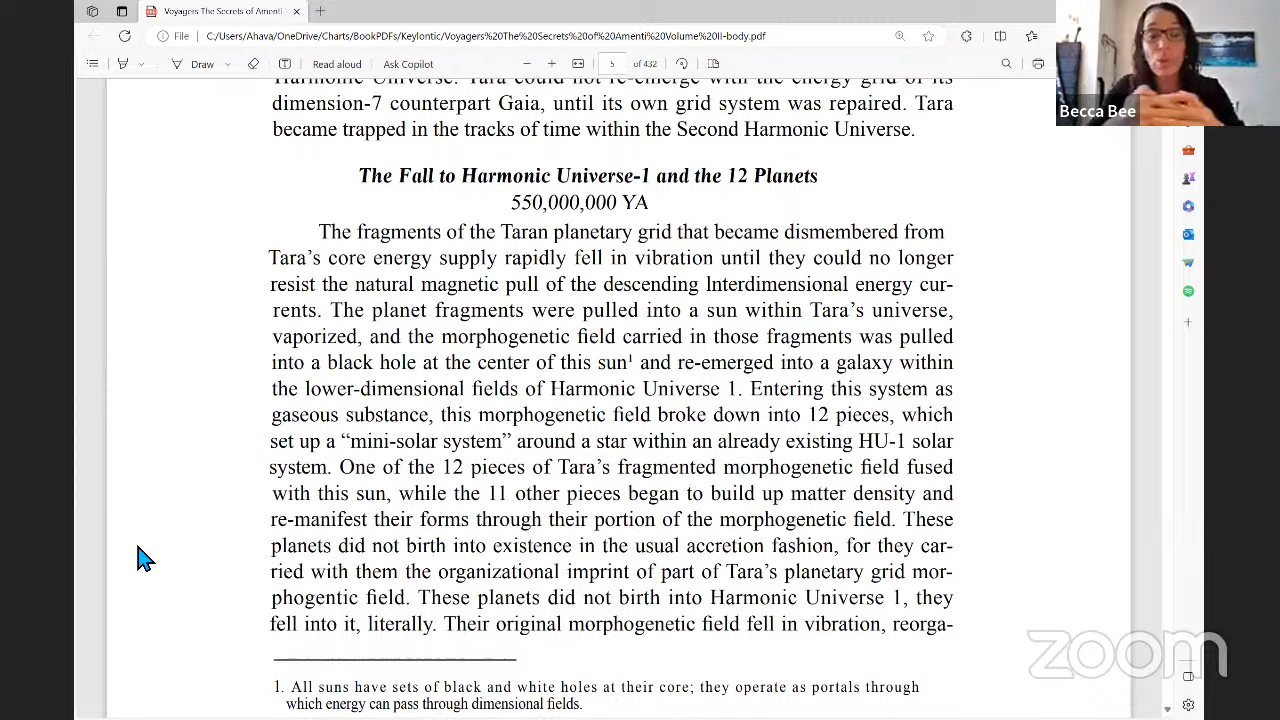 Voyagers The Secrets of Amenti
File
C:/Users/Ahava/OneDrive/Charts/BookPDFs/Keylontic/Voyagers%20The%20Secrets%20of%20Amenti%20Volume%20II-body.pdf
Draw
Read aloud
Ask Copilot
5 of 432
Becca Bee
Harmonic Universe. Tara could not re-emerge with the energy grid of its
dimension-7 counterpart Gaia, until its own grid system was repaired. Tara
became trapped in the tracks of time within the Second Harmonic Universe.
The Fall to Harmonic Universe-1 and the 12 Planets
550,000,000 YA
The fragments of the Taran planetary grid that became dismembered from
Tara’s core energy supply rapidly fell in vibration until they could no longer
resist the natural magnetic pull of the descending Interdimensional energy cur-
rents. The planet fragments were pulled into a sun within Tara’s universe,
vaporized, and the morphogenetic field carried in those fragments was pulled
into a black hole at the center of this sun¹ and re-emerged into a galaxy within
the lower-dimensional fields of Harmonic Universe 1. Entering this system as
gaseous substance, this morphogenetic field broke down into 12 pieces, which
set up a “mini-solar system” around a star within an already existing HU-1 solar
system. One of the 12 pieces of Tara’s fragmented morphogenetic field fused
with this sun, while the 11 other pieces began to build up matter density and
re-manifest their forms through their portion of the morphogenetic field. These
planets did not birth into existence in the usual accretion fashion, for they car-
ried with them the organizational imprint of part of Tara’s planetary grid mor-
phogentic field. These planets did not birth into Harmonic Universe 1, they
fell into it, literally. Their original morphogenetic field fell in vibration, reorga-
1. All suns have sets of black and white holes at their core; they operate as portals through
which energy can pass through dimensional fields.
zoom